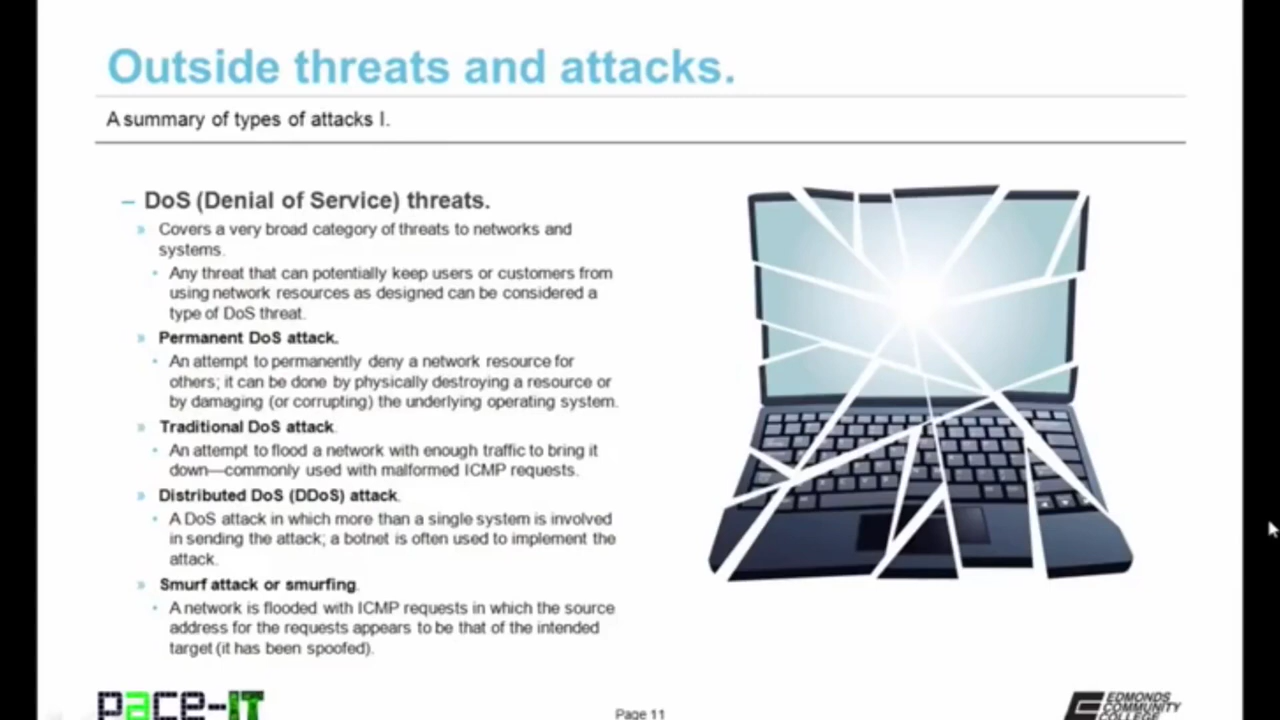 Outside threats and attacks.
A summary of types of attacks I.
– DoS (Denial of Service) threats.
» Covers a very broad category of threats to networks and
systems.
• Any threat that can potentially keep users or customers from
using network resources as designed can be considered a
type of DoS threat.
» Permanent DoS attack.
• An attempt to permanently deny a network resource for
others; it can be done by physically destroying a resource or
by damaging (or corrupting) the underlying operating system.
» Traditional DoS attack.
• An attempt to flood a network with enough traffic to bring it
down—commonly used with malformed ICMP requests.
» Distributed DoS (DDoS) attack.
• A DoS attack in which more than a single system is involved
in sending the attack; a botnet is often used to implement the
attack.
» Smurf attack or smurfing.
• A network is flooded with ICMP requests in which the source
address for the requests appears to be that of the intended
target (it has been spoofed).
pace-IT
Page 11
EDMONDS
COMMUNITY
COLLEGE